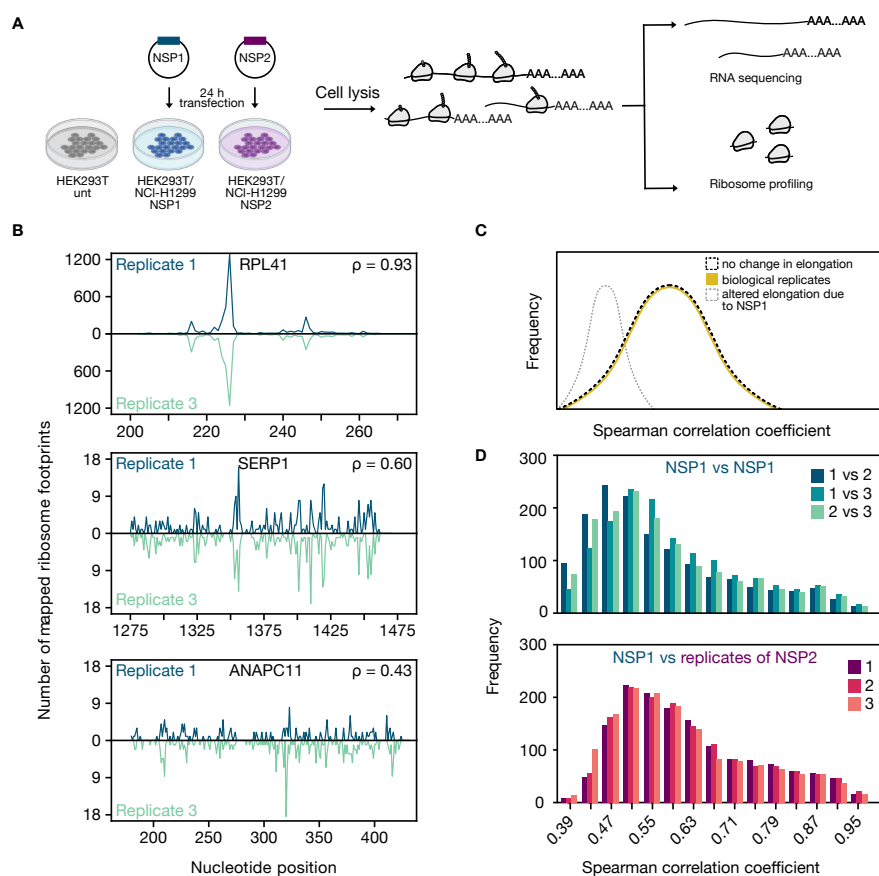 A
NSP1
NSP2
24 h
transfection
Cell lysis
HEK293T
unt
HEK293T/
NCI-H1299
NSP1
HEK293T/
NCI-H1299
NSP2
AAA...AAA
AAA...AAA
AAA...AAA
AAA...AAA
AAA...AAA
RNA sequencing
Ribosome profiling
B
Number of mapped ribosome footprints
Replicate 1
RPL41
ρ = 0.93
1200
600
0
600
1200
Replicate 3
200 220 240 260
Replicate 1
SERP1
ρ = 0.60
18
9
0
9
18
Replicate 3
1275 1325 1375 1425 1475
Replicate 1
ANAPC11
ρ = 0.43
18
9
0
9
18
Replicate 3
200 250 300 350 400
Nucleotide position
C
Frequency
no change in elongation
biological replicates
altered elongation due
to NSP1
Spearman correlation coefficient
D
Frequency
NSP1 vs NSP1
300
200
100
0
1 vs 2
1 vs 3
2 vs 3
NSP1 vs replicates of NSP2
300
200
100
0
1
2
3
0.39 0.47 0.55 0.63 0.71 0.79 0.87 0.95
Spearman correlation coefficient